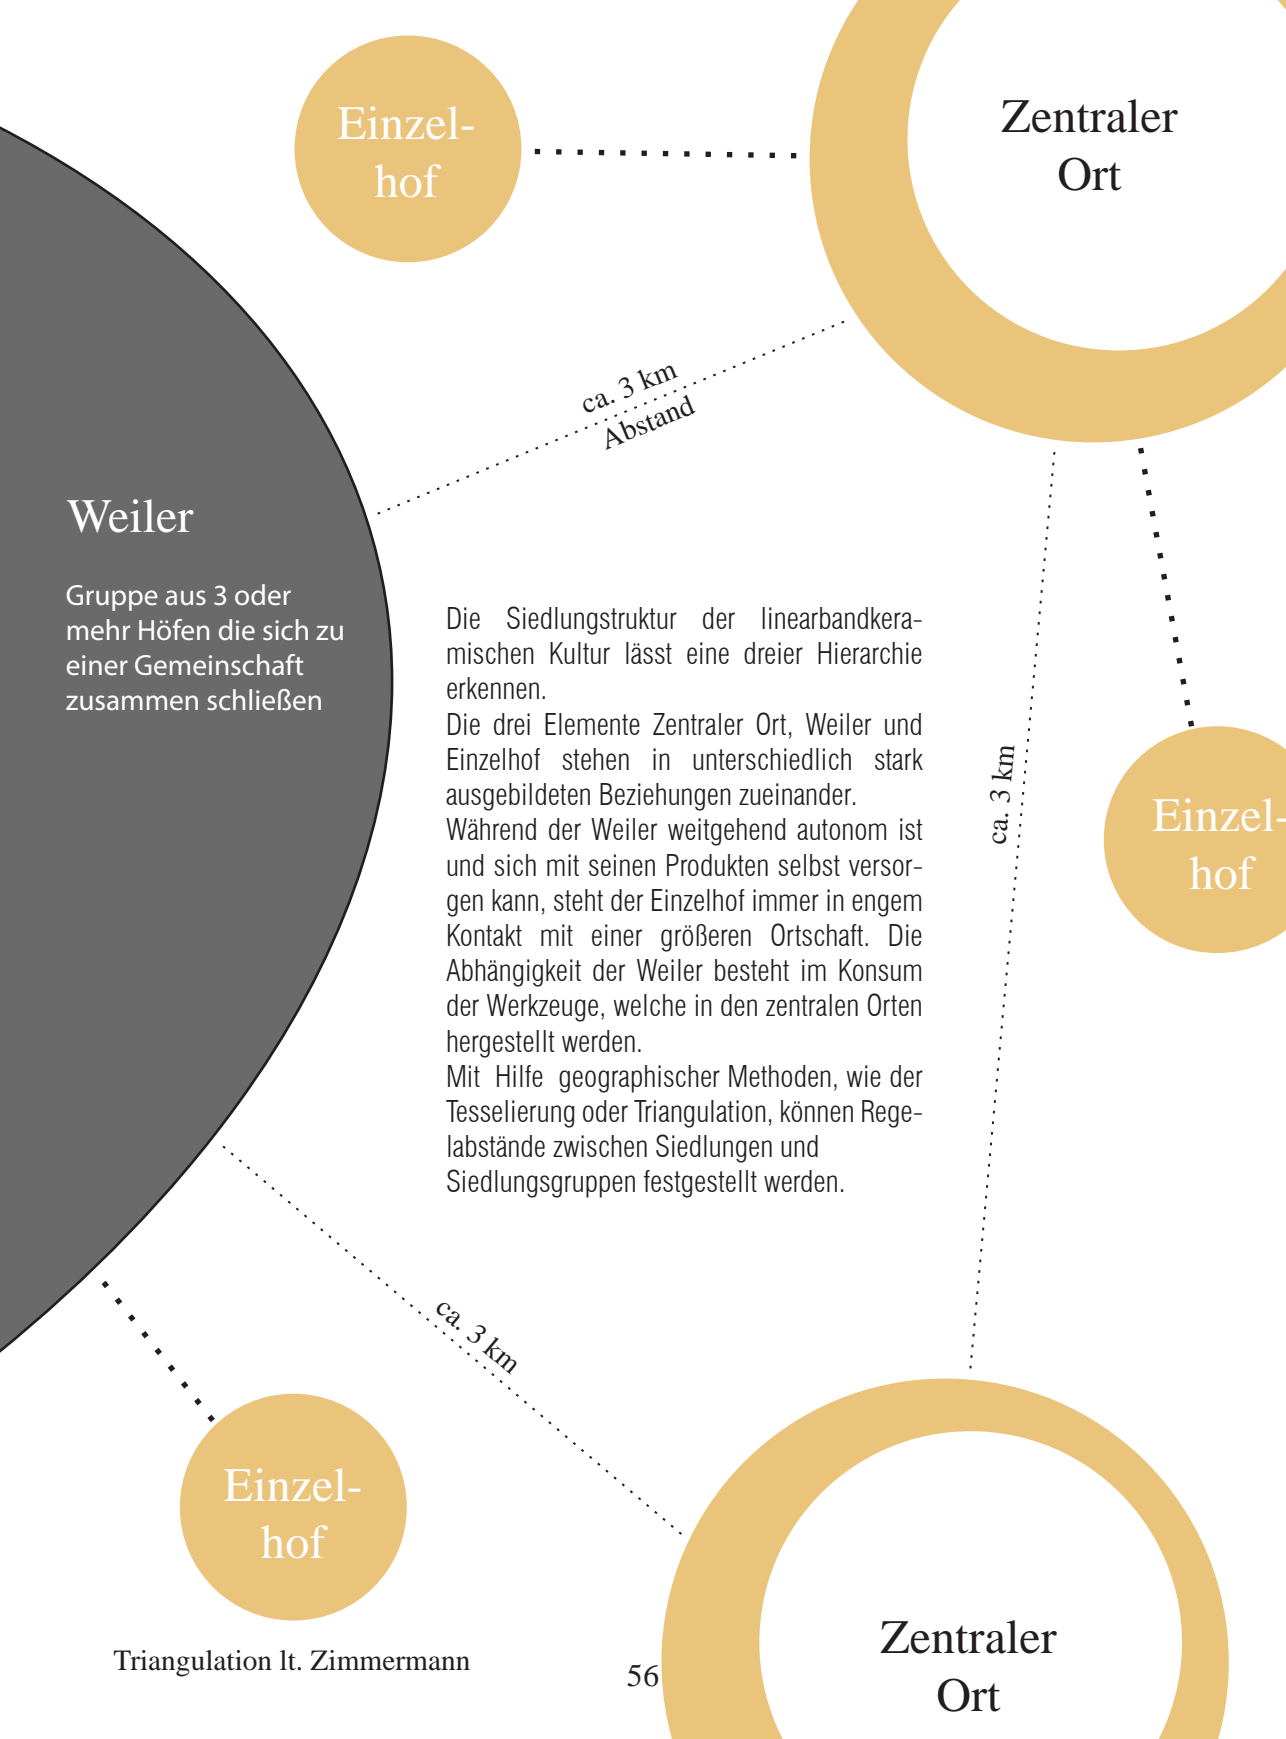 Einzel-
hof
Zentraler
Ort
ca. 3 km
Abstand
Weiler
Gruppe aus 3 oder
mehr Höfen die sich zu
einer Gemeinschaft
zusammen schließen
Die Siedlungstruktur der linearbandkera-
mischen Kultur lässt eine dreier Hierarchie
erkennen.
Die drei Elemente Zentraler Ort, Weiler und
Einzelhof stehen in unterschiedlich stark
ausgebildeten Beziehungen zueinander.
Während der Weiler weitgehend autonom ist
und sich mit seinen Produkten selbst versor-
gen kann, steht der Einzelhof immer in engem
Kontakt mit einer größeren Ortschaft. Die
Abhängigkeit der Weiler besteht im Konsum
der Werkzeuge, welche in den zentralen Orten
hergestellt werden.
Mit Hilfe geographischer Methoden, wie der
Tesselierung oder Triangulation, können Rege-
labstände zwischen Siedlungen und
Siedlungsgruppen festgestellt werden.
ca. 3 km
Einzel-
hof
ca. 3 km
Einzel-
hof
Zentraler
Ort
Triangulation lt. Zimmermann
56